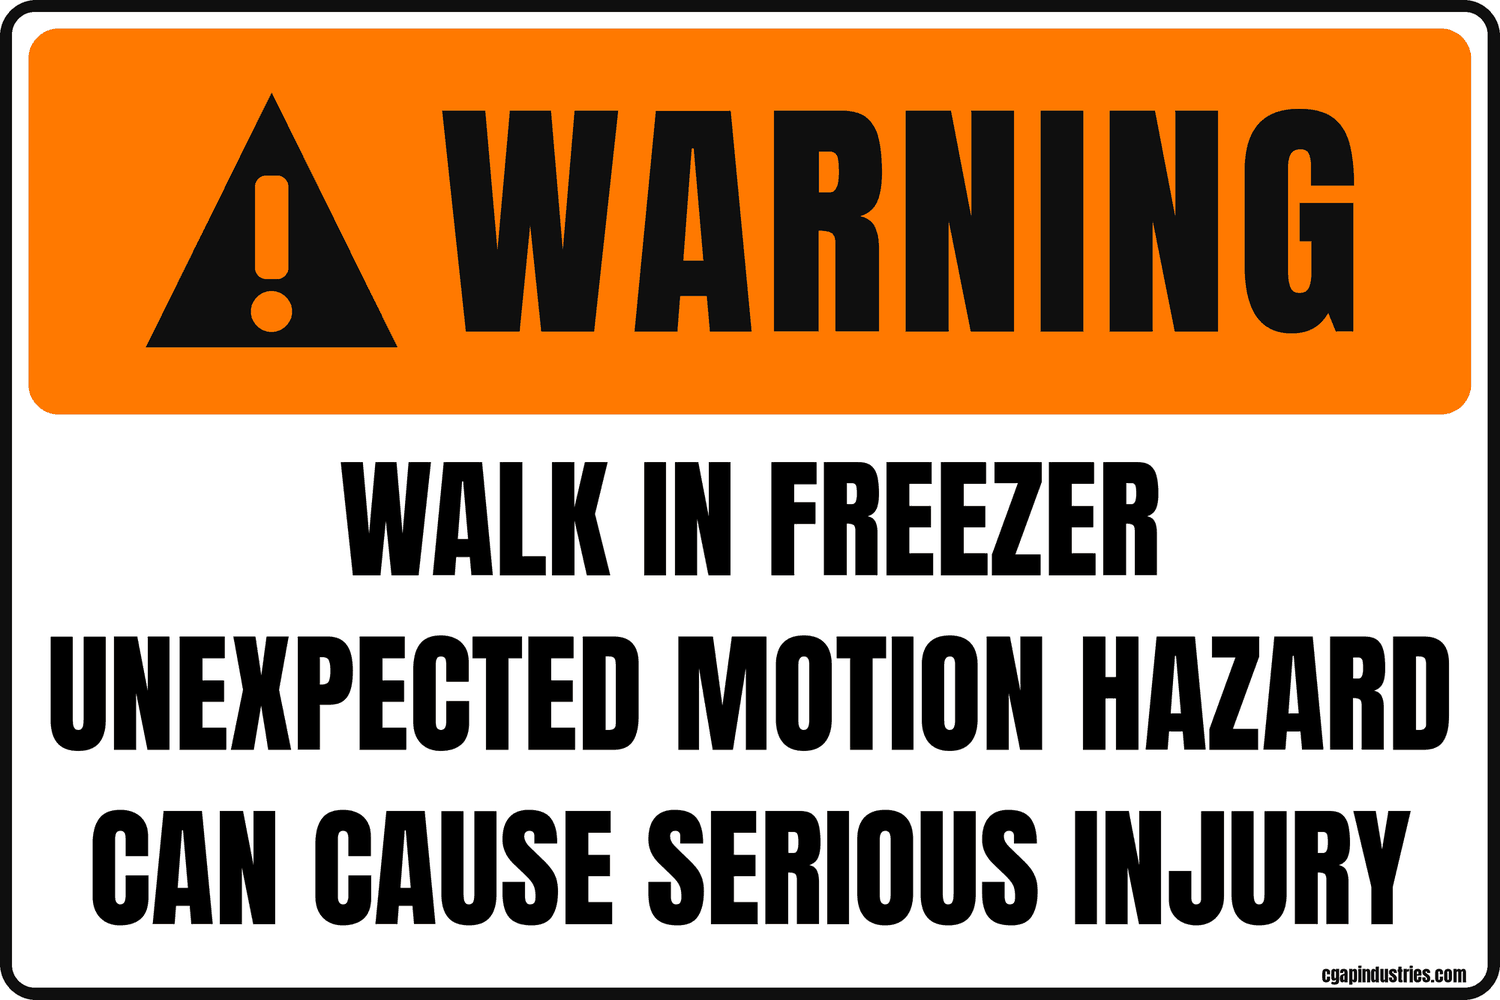 WARNING
WALK IN FREEZER
UNEXPECTED MOTION HAZARD
CAN CAUSE SERIOUS INJURY
cgapindustries.com